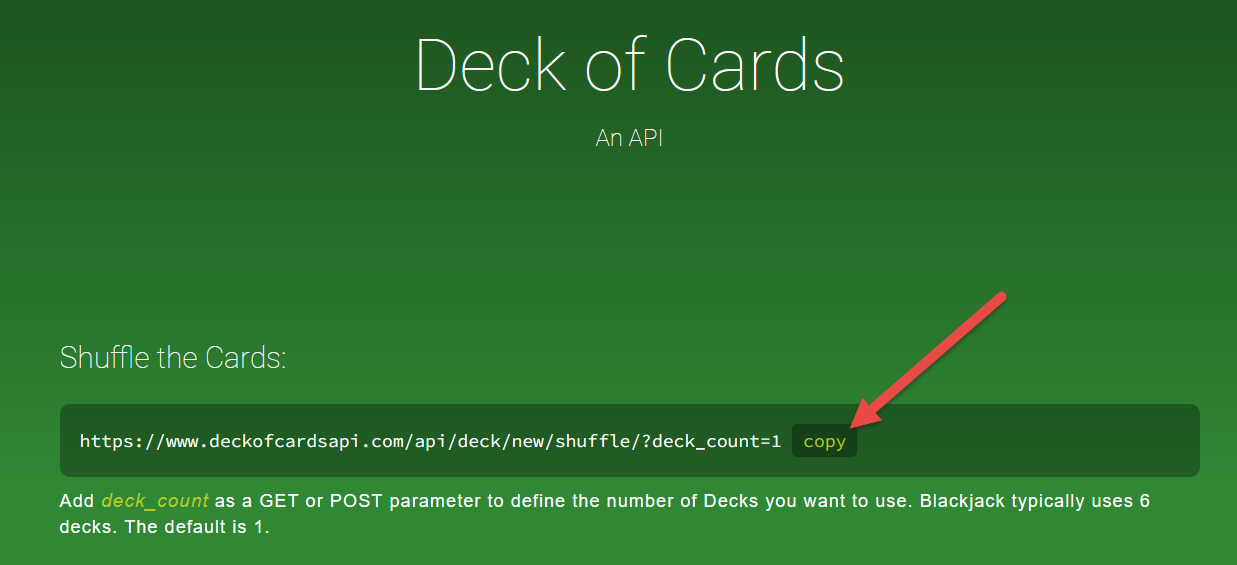 Deck of Cards
An API
Shuffle the Cards:
https://www.deckofcardsapi.com/api/deck/new/shuffle/?deck_count=1 copy
Add deck_count as a GET or POST parameter to define the number of Decks you want to use. Blackjack typically uses 6
decks. The default is 1.